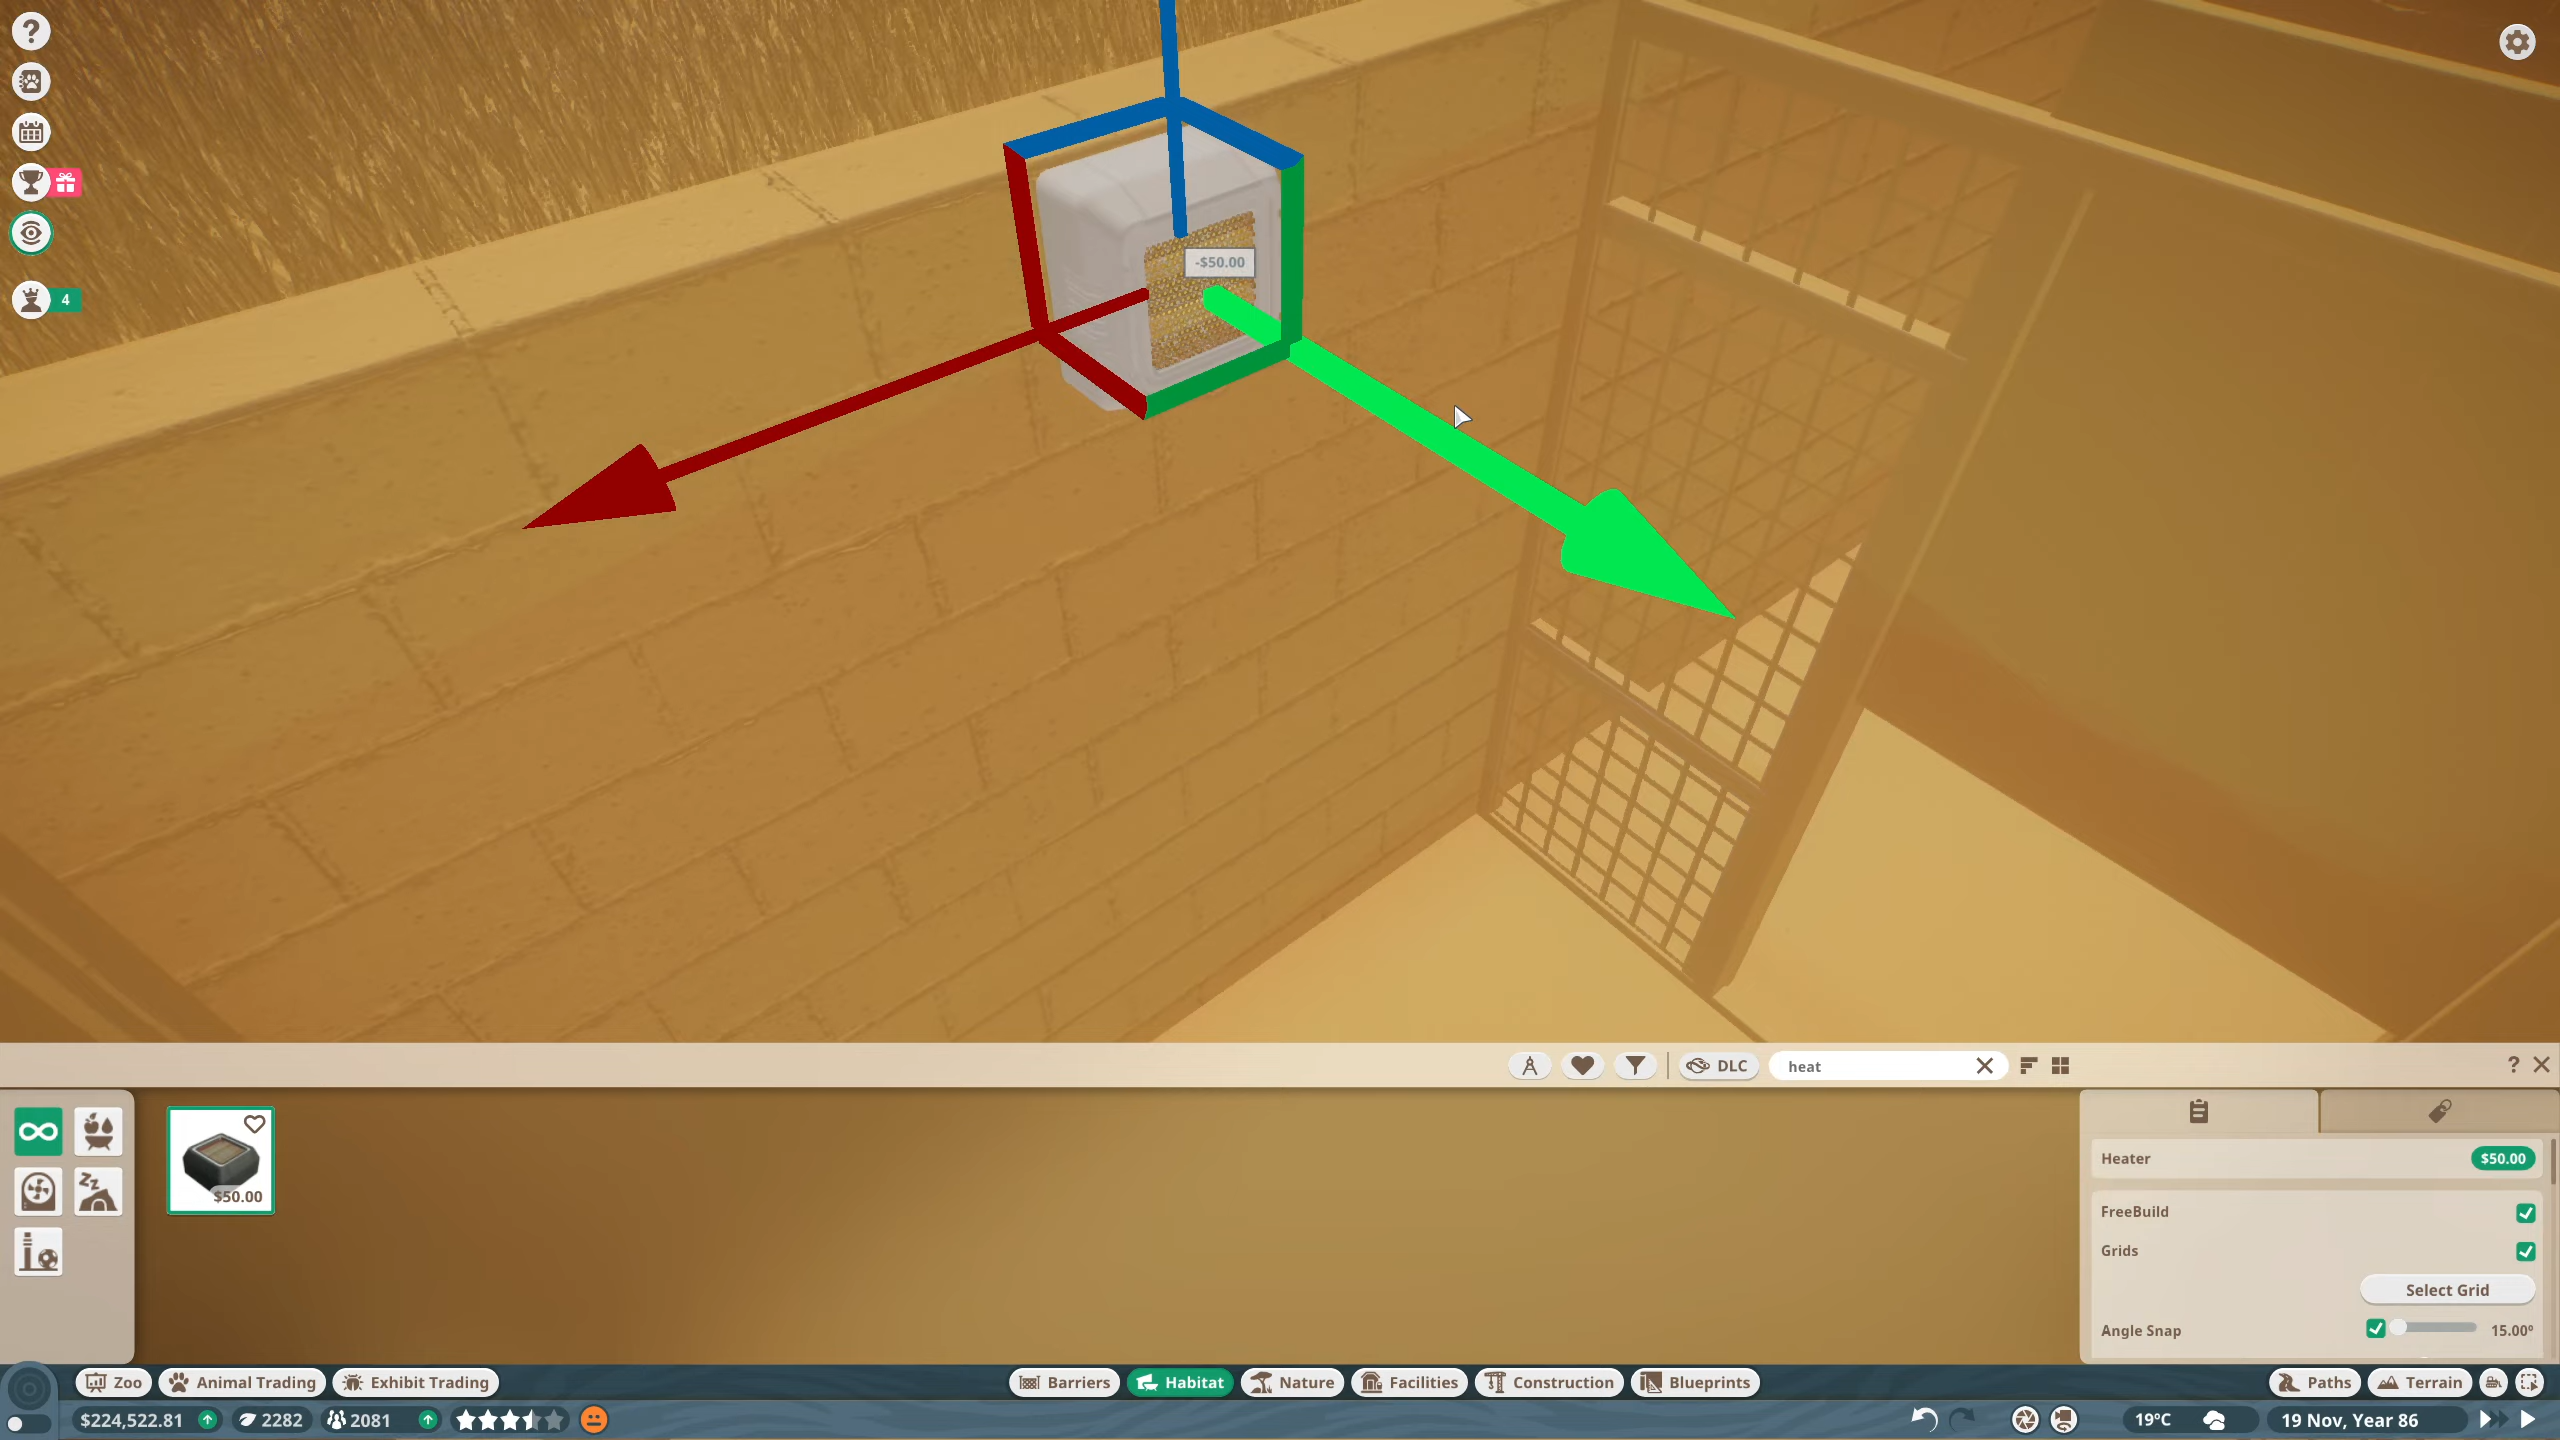 4
-$50.00
DLC
heat
?
$50.00
Heater
$50.00
FreeBuild
Grids
Select Grid
Angle Snap
15.00º
Zoo
Animal Trading
Exhibit Trading
Barriers
Habitat
Nature
Facilities
Construction
Blueprints
Paths
Terrain
$224,522.81
2282
2081
19ºC
19 Nov, Year 86